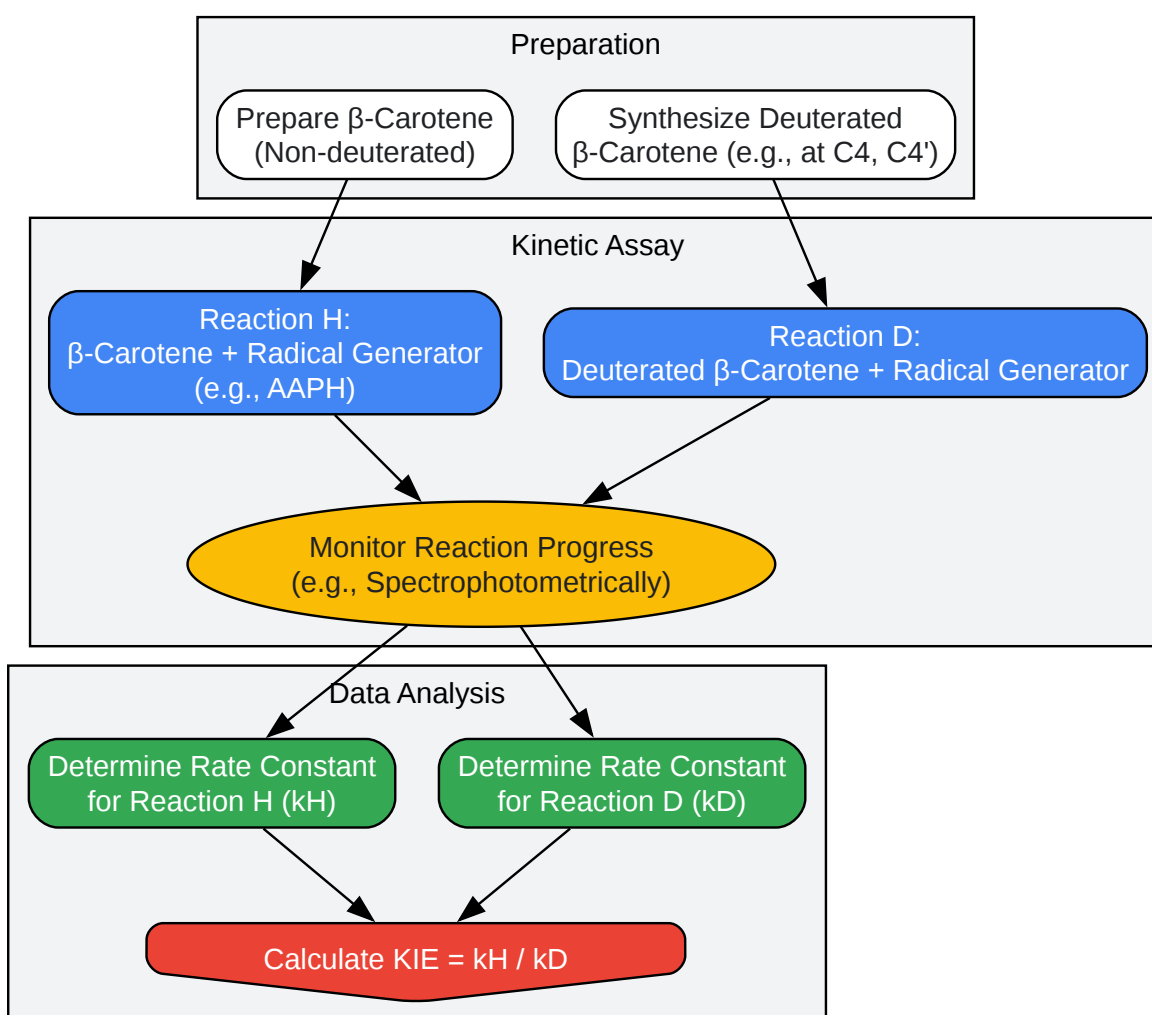 Preparation
Prepare β-Carotene
(Non-deuterated)
Synthesize Deuterated
β-Carotene (e.g., at C4, C4')
Kinetic Assay
Reaction H:
β-Carotene + Radical Generator
(e.g., AAPH)
Reaction D:
Deuterated β-Carotene + Radical Generator
Monitor Reaction Progress
(e.g., Spectrophotometrically)
Data Analysis
Determine Rate Constant
for Reaction H (kH)
Determine Rate Constant
for Reaction D (kD)
Calculate KIE = kH / kD